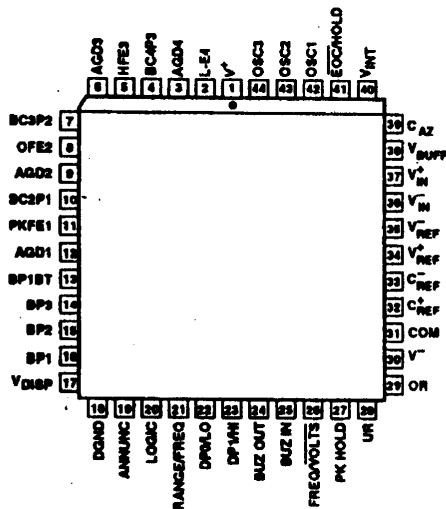 AGD3 HFE3 BC4P3 AGD4 L-E4 V+ OSC3 OSC2 OSC1 EOC/HOLD VINT
6 5 4 3 2 1 44 43 42 41 40
BC3P2 7
OFE2 8
AGD2 9
BC2P1 10
PKFE1 11
AGD1 12
BP1BT 13
BP3 14
BP2 15
BP1 16
VDISP 17
39 CAZ
38 VBUFF
37 V+IN
36 V-IN
35 V-REF
34 V+REF
33 C-REF
32 C+REF
31 COM
30 V-
29 OR
18 19 20 21 22 23 24 25 26 27 28
DGND ANNUNC LOGIC RANGE/FREQ DP0/LO DP1/HI BUZ OUT BUZ IN FREQ/VOLTS PK HOLD UR